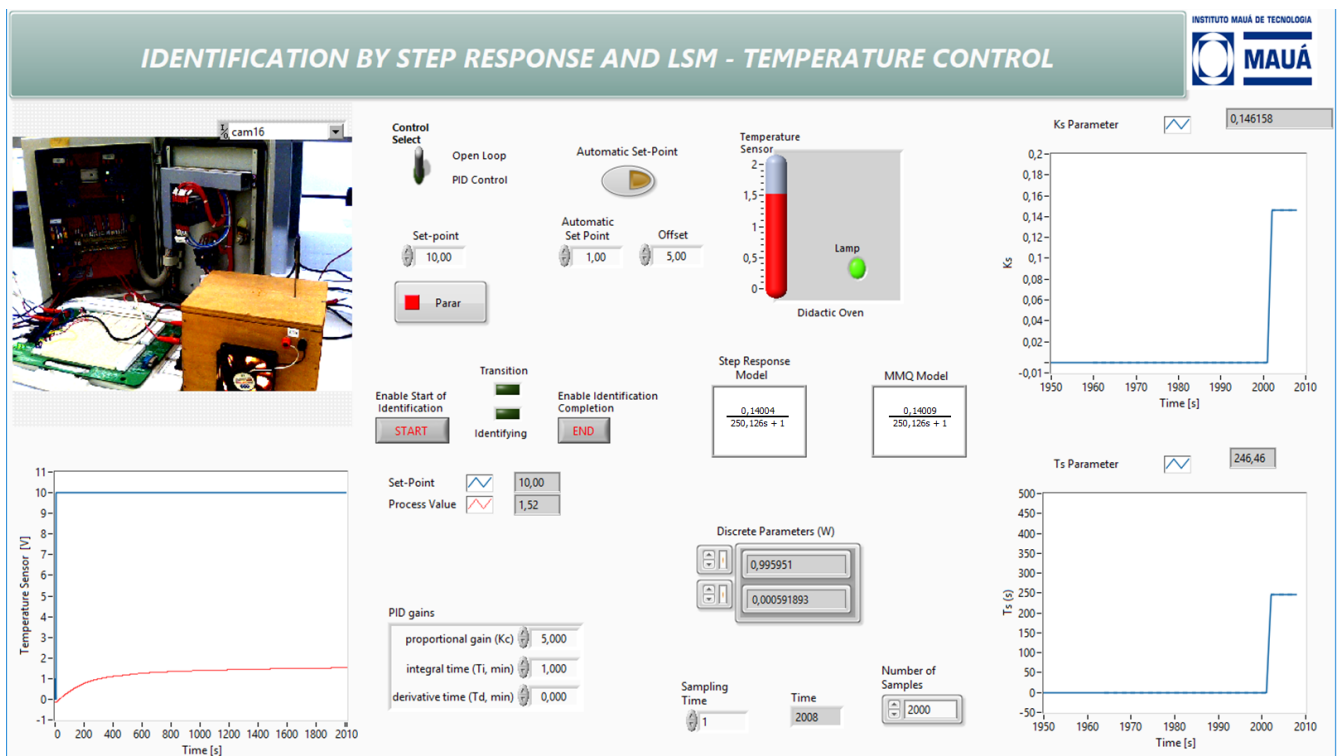 IDENTIFICATION BY STEP RESPONSE AND LSM - TEMPERATURE CONTROL
INSTITUTO MAUÁ DE TECNOLOGIA
MAUÁ
cam16
Control
Select
Open Loop
PID Control
Automatic Set-Point
Set-point
10,00
Automatic
Set Point
1,00
Offset
5,00
Parar
Temperature
Sensor
2
1,5
1
0,5
0
Lamp
Didactic Oven
Ks Parameter
0,146158
0,2
0,18
0,16
0,14
0,12
0,1
0,08
0,06
0,04
0,02
-0,01
Ks
1950 1960 1970 1980 1990 2000 2010
Time [s]
Enable Start of
Identification
START
Transition
Identifying
Enable Identification
Completion
END
Step Response
Model
0,14004
250,126s + 1
MMQ Model
0,14009
250,126s + 1
Set-Point
10,00
Process Value
1,52
11
10
9
8
7
6
5
4
3
2
1
0
-1
Temperature Sensor [V]
0 200 400 600 800 1000 1200 1400 1600 1800 2010
Time [s]
PID gains
proportional gain (Kc) 5,000
integral time (Ti, min) 1,000
derivative time (Td, min) 0,000
Discrete Parameters (W)
0,995951
0,000591893
Sampling
Time
1
Time
2008
Number of
Samples
2000
Ts Parameter
246,46
500
450
400
350
300
250
200
150
100
50
0
-50
Ts (s)
1950 1960 1970 1980 1990 2000 2010
Time [s]